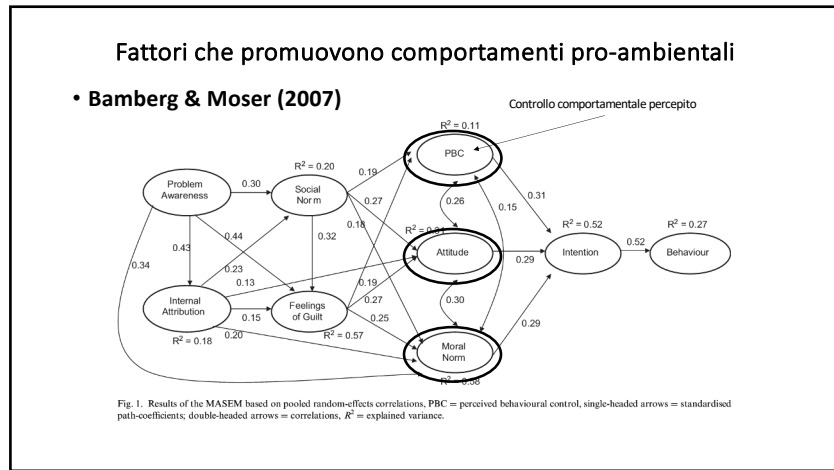 Fattori che promuovono comportamenti pro-ambientali
• Bamberg & Moser (2007)
Controllo comportamentale percepito
R² = 0.11
PBC
R² = 0.20
Problem
Awareness
0.30
Social
Norm
0.19
0.27
0.18
0.26
0.15
0.31
R² = 0.52
R² = 0.27
0.44
0.43
0.32
0.34
0.23
0.13
Attitude
0.29
Intention
0.52
Behaviour
0.19
0.27
0.25
0.30
0.29
Internal
Attribution
0.15
0.20
Feelings
of Guilt
R² = 0.18
R² = 0.57
Moral
Norm
Fig. 1. Results of the MASEM based on pooled random-effects correlations, PBC = perceived behavioural control, single-headed arrows = standardised
path-coefficients; double-headed arrows = correlations, R² = explained variance.